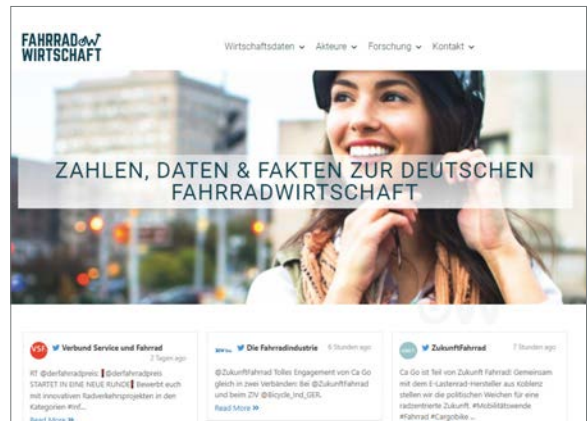 FAHRRAD
WIRTSCHAFT
Wirtschaftsdaten Akteure Forschung Kontakt
ZAHLEN, DATEN & FAKTEN ZUR DEUTSCHEN
FAHRRADWIRTSCHAFT
VSF Verbund Service und Fahrrad
2 Tagen ago
RT @derfahrradpreis: @derfahrradpreis
STARTET IN EINE NEUE RUNDE Bewerbt euch
mit innovativen Radverkehrsprojekten in den
Kategorien #Inf...
Read More »
Die Fahrradindustrie 6 Stunden ago
@ZukunftFahrrad Tolles Engagement von Ca Go
gleich in zwei Verbänden: Bei @ZukunftFahrrad
und beim ZIV @Bicycle_Ind_GER.
Read More »
ZukunftFahrrad 7 Stunden ago
Ca Go ist Teil von Zukunft Fahrrad: Gemeinsam
mit dem E-Lastenrad-Hersteller aus Koblenz
stellen wir die politischen Weichen für eine
radzentrierte Zukunft. #Mobilitätswende
#Fahrrad #Cargobike ...